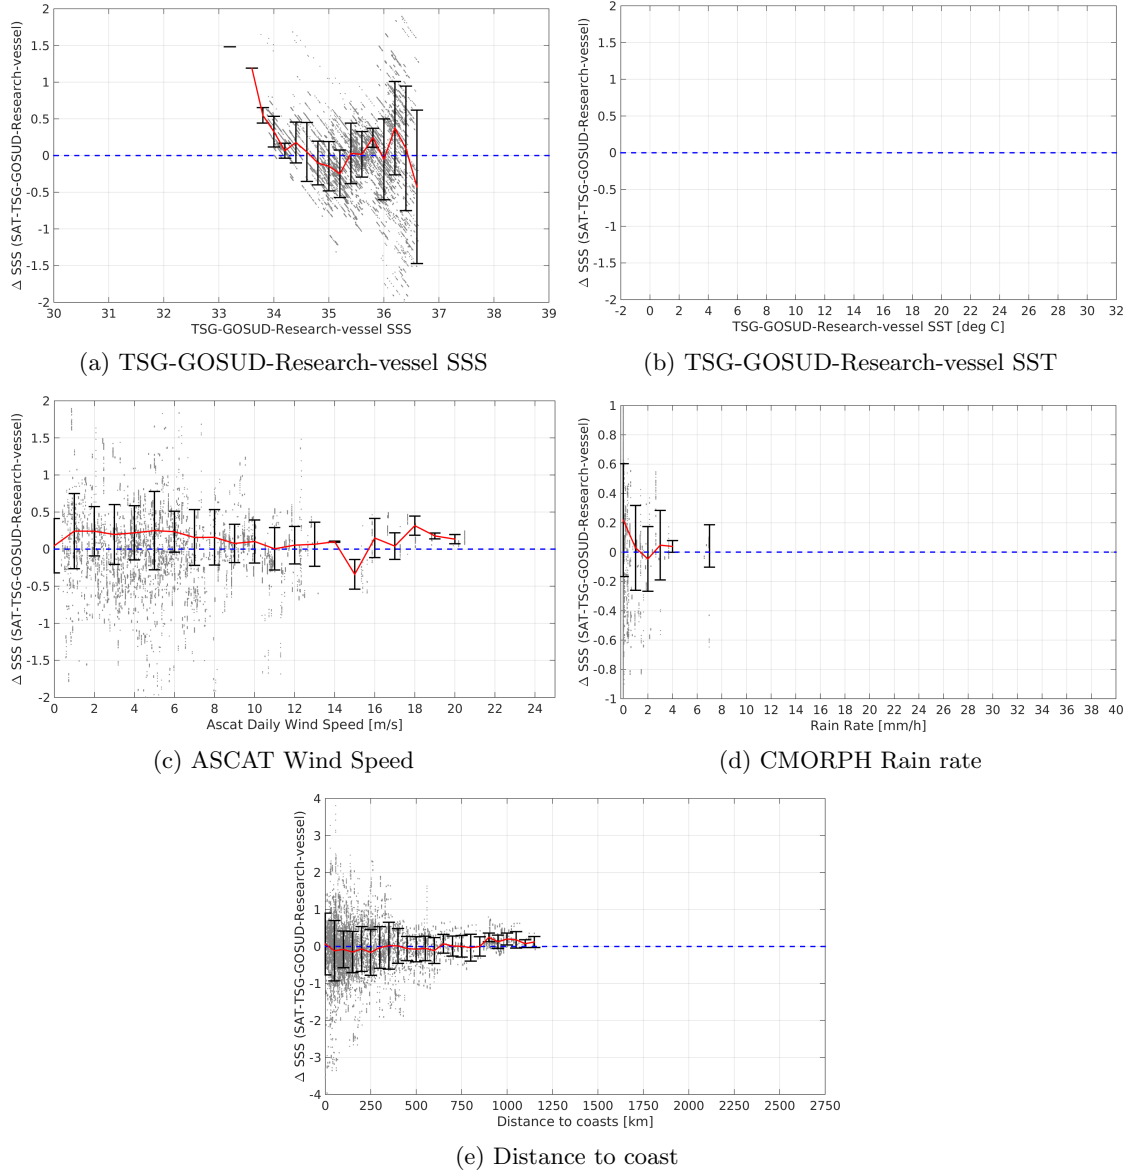 Δ SSS (SAT-TSG-GOSUD-Research-vessel)
2
1.5
1
0.5
0
-0.5
-1
-1.5
-2
30 31 32 33 34 35 36 37 38 39
TSG-GOSUD-Research-vessel SSS
(a) TSG-GOSUD-Research-vessel SSS
Δ SSS (SAT-TSG-GOSUD-Research-vessel)
2
1.5
1
0.5
0
-0.5
-1
-1.5
-2
-2 0 2 4 6 8 10 12 14 16 18 20 22 24 26 28 30 32
TSG-GOSUD-Research-vessel SST [deg C]
(b) TSG-GOSUD-Research-vessel SST
Δ SSS (SAT-TSG-GOSUD-Research-vessel)
2
1.5
1
0.5
0
-0.5
-1
-1.5
-2
0 2 4 6 8 10 12 14 16 18 20 22 24
Ascat Daily Wind Speed [m/s]
(c) ASCAT Wind Speed
Δ SSS (SAT-TSG-GOSUD-Research-vessel)
1
0.8
0.6
0.4
0.2
0
-0.2
-0.4
-0.6
-0.8
-1
0 2 4 6 8 10 12 14 16 18 20 22 24 26 28 30 32 34 36 38 40
Rain Rate [mm/h]
(d) CMORPH Rain rate
Δ SSS (SAT-TSG-GOSUD-Research-vessel)
4
3
2
1
0
-1
-2
-3
-4
0 250 500 750 1000 1250 1500 1750 2000 2250 2500 2750
Distance to coasts [km]
(e) Distance to coast